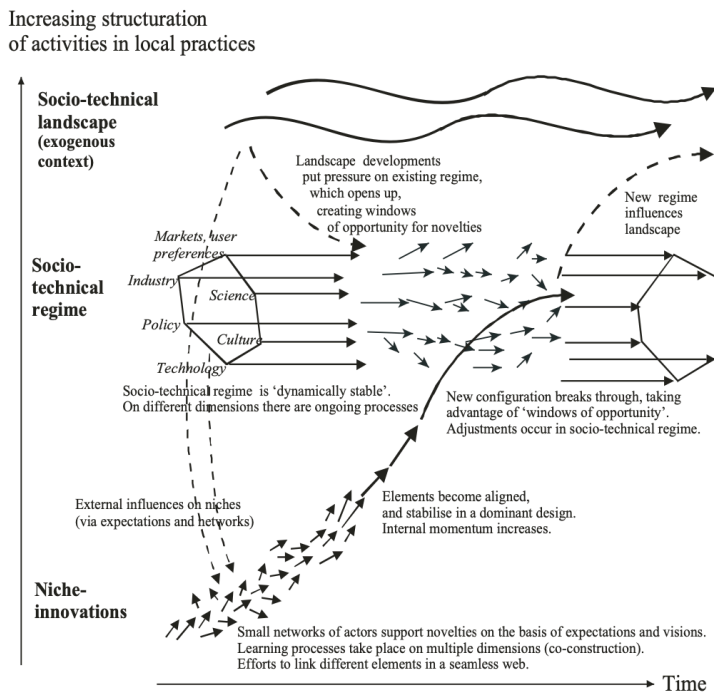 Increasing structuration
of activities in local practices
Socio-technical
landscape
(exogenous
context)
Landscape developments
put pressure on existing regime,
which opens up,
creating windows
of opportunity for novelties
New regime
influences
landscape
Markets, user
preferences
Socio-
technical
regime
Industry
Science
Policy
Culture
Technology
Socio-technical regime is ‘dynamically stable’.
On different dimensions there are ongoing processes
New configuration breaks through, taking
advantage of ‘windows of opportunity’.
Adjustments occur in socio-technical regime.
External influences on niches
(via expectations and networks)
Elements become aligned,
and stabilise in a dominant design.
Internal momentum increases.
Niche-
innovations
Small networks of actors support novelties on the basis of expectations and visions.
Learning processes take place on multiple dimensions (co-construction).
Efforts to link different elements in a seamless web.
Time